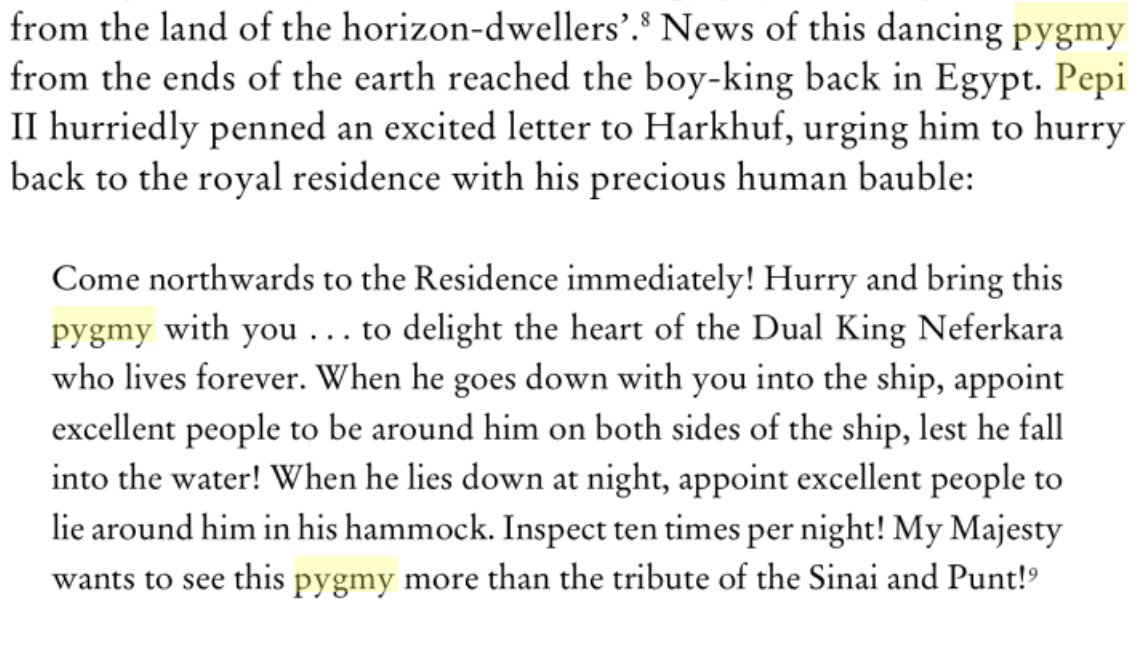 from the land of the horizon-dwellers’.⁸ News of this dancing pygmy
from the ends of the earth reached the boy-king back in Egypt. Pepi
II hurriedly penned an excited letter to Harkhuf, urging him to hurry
back to the royal residence with his precious human bauble:
Come northwards to the Residence immediately! Hurry and bring this
pygmy with you . . . to delight the heart of the Dual King Neferkara
who lives forever. When he goes down with you into the ship, appoint
excellent people to be around him on both sides of the ship, lest he fall
into the water! When he lies down at night, appoint excellent people to
lie around him in his hammock. Inspect ten times per night! My Majesty
wants to see this pygmy more than the tribute of the Sinai and Punt!⁹